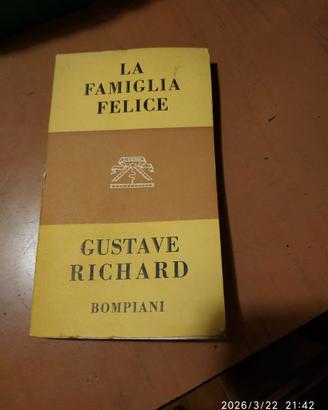 LA
FAMIGLIA
FELICE
GUSTAVE
RICHARD
BOMPIANI
2026/3/22 21:42